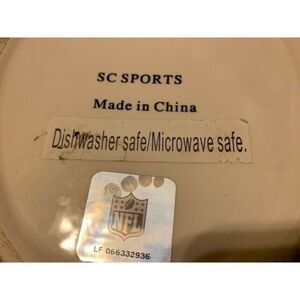 SC SPORTS
Made in China
Dishwasher safe/Microwave safe.
NFL
LF 066332936